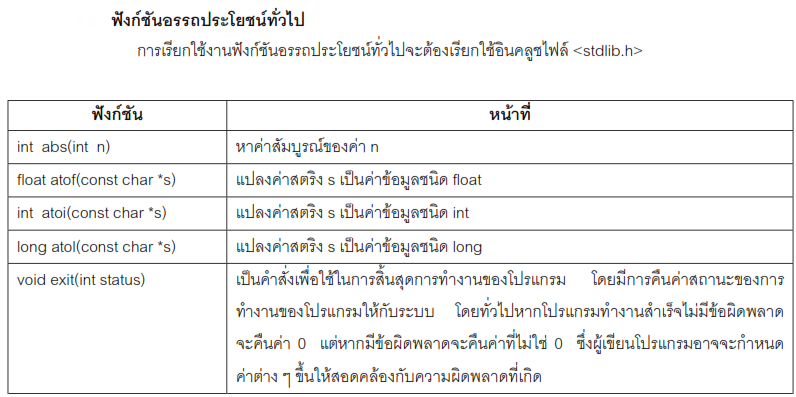 ฟังก์ชันอรรถประโยชน์ทั่วไป
การเรียกใช้งานฟังก์ชันอรรถประโยชน์ทั่วไปจะต้องเรียกใช้อินคลูซไฟล์ <stdlib.h>
ฟังก์ชัน หน้าที่
int abs(int n) หาค่าสัมบูรณ์ของค่า n
float atof(const char *s) แปลงค่าสตริง s เป็นค่าข้อมูลชนิด float
int atoi(const char *s) แปลงค่าสตริง s เป็นค่าข้อมูลชนิด int
long atol(const char *s) แปลงค่าสตริง s เป็นค่าข้อมูลชนิด long
void exit(int status) เป็นคำสั่งเพื่อใช้ในการสิ้นสุดการทำงานของโปรแกรม โดยมีการคืนค่าสถานะของการ
ทำงานของโปรแกรมให้กับระบบ โดยทั่วไปหากโปรแกรมทำงานสำเร็จไม่มีข้อผิดพลาด
จะคืนค่า 0 แต่หากมีข้อผิดพลาดจะคืนค่าที่ไม่ใช่ 0 ซึ่งผู้เขียนโปรแกรมอาจจะกำหนด
ค่าต่าง ๆ ขึ้นให้สอดคล้องกับความผิดพลาดที่เกิด